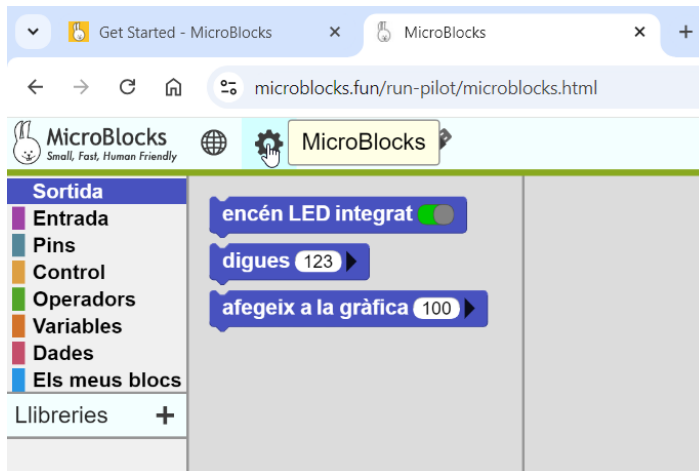 Get Started - MicroBlocks
MicroBlocks
microblocks.fun/run-pilot/microblocks.html
MicroBlocks
Small, Fast, Human Friendly
MicroBlocks
Sortida
Entrada
Pins
Control
Operadors
Variables
Dades
Els meus blocs
Llibreries +
encén LED integrat
digues 123
afegeix a la gràfica 100